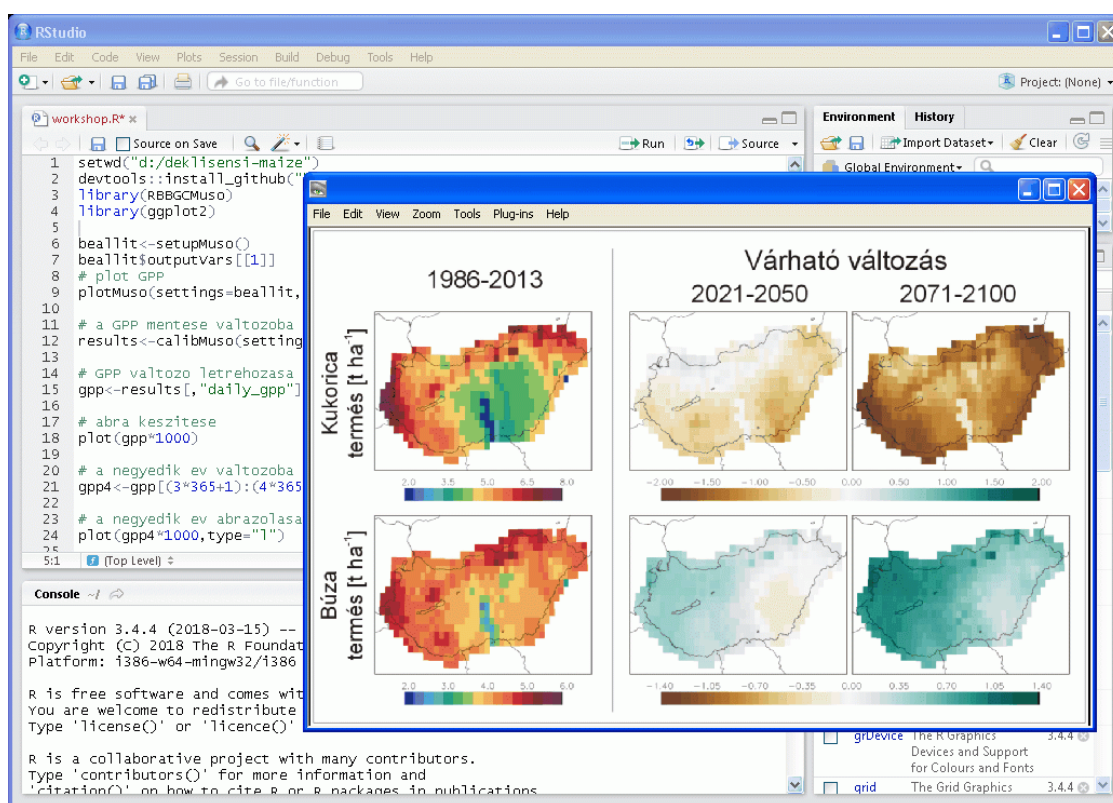 RStudio
File Edit Code View Plots Session Build Debug Tools Help
Go to file/function
Project: (None)
workshop.R*
Source on Save
Run
Source
1 setwd("d:/deklisensi-maize")
2 devtools::install_github("
3 library(RBBGCMuso)
4 library(ggplot2)
5
6 beallit<-setupMuso()
7 beallit$outputVars[[1]]
8 # plot GPP
9 plotMuso(settings=beallit,
10
11 # a GPP mentese valtozoba
12 results<-calibMuso(setting
13
14 # GPP valtozo letrehozasa
15 gpp<-results[,"daily_gpp"]
16
17 # abra keszitese
18 plot(gpp*1000)
19
20 # a negyedik ev valtozoba
21 gpp4<-gpp[(3*365+1):(4*365
22
23 # a negyedik ev abrazolasa
24 plot(gpp4*1000,type="l")
25
5:1 (Top Level)
Console ~/
R version 3.4.4 (2018-03-15) --
Copyright (C) 2018 The R Foundat
Platform: i386-w64-mingw32/i386
R is free software and comes wit
You are welcome to redistribute
Type 'license()' or 'licence()'
R is a collaborative project with many contributors.
Type 'contributors()' for more information and
'citation()' on how to cite R or R packages in publications
Environment History
Import Dataset Clear
Global Environment
File Edit View Zoom Tools Plug-ins Help
1986-2013
Várható változás
2021-2050 2071-2100
Kukorica
termés [t ha⁻¹]
2.0 3.5 5.0 6.5 8.0
-2.00 -1.50 -1.00 -0.50 0.00 0.50 1.00 1.50 2.00
Búza
termés [t ha⁻¹]
2.0 3.0 4.0 5.0 6.0
-1.40 -1.05 -0.70 -0.35 0.00 0.35 0.70 1.05 1.40
grDevice The R Graphics 3.4.4
Devices and Support
for Colours and Fonts
grid The Grid Graphics 3.4.4